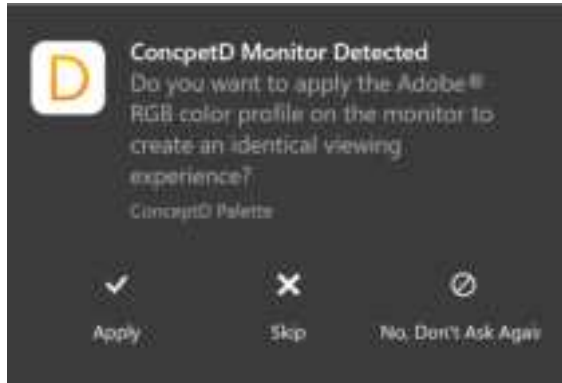 D
ConcpetD Monitor Detected
Do you want to apply the Adobe®
RGB color profile on the monitor to
create an identical viewing
experience?
ConceptD Palette
Apply
Skip
No, Don't Ask Again